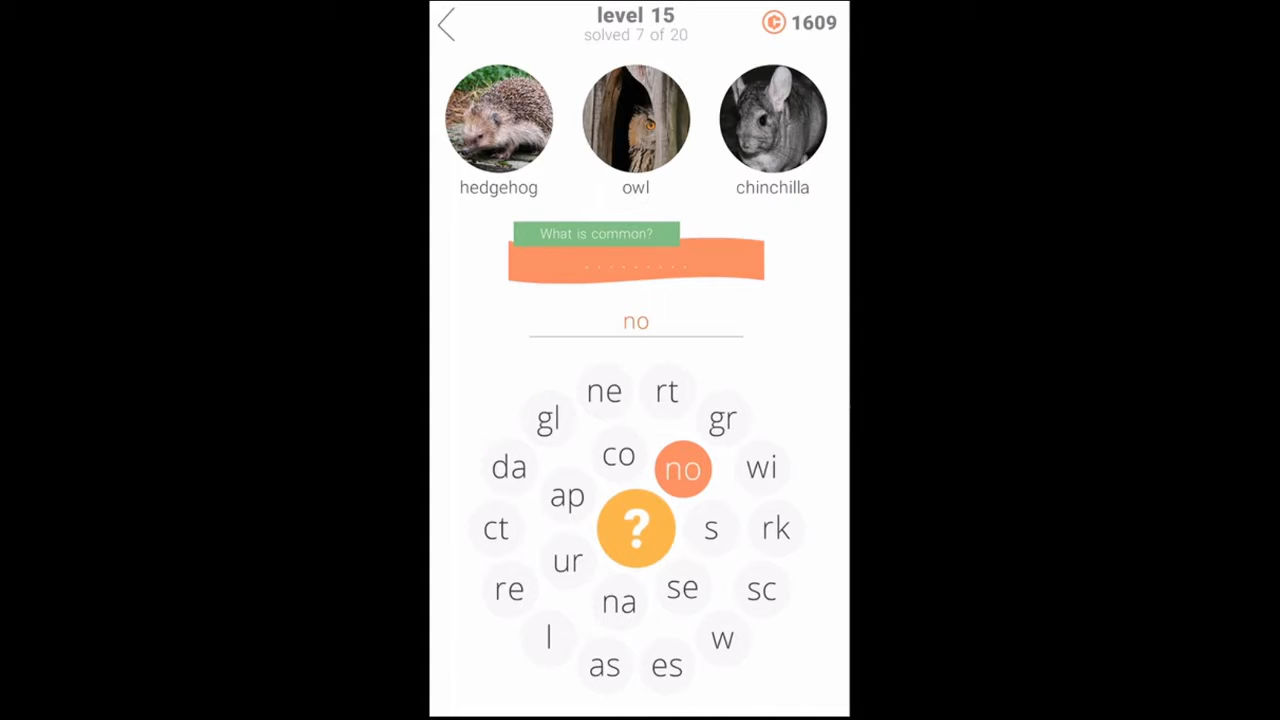 level 15
solved 7 of 20
1609
hedgehog
owl
chinchilla
What is common?
. . . . . . . . .
no
ne rt
gl gr
co no
da wi
ap
ct ? s rk
ur
re na se sc
l w
as es